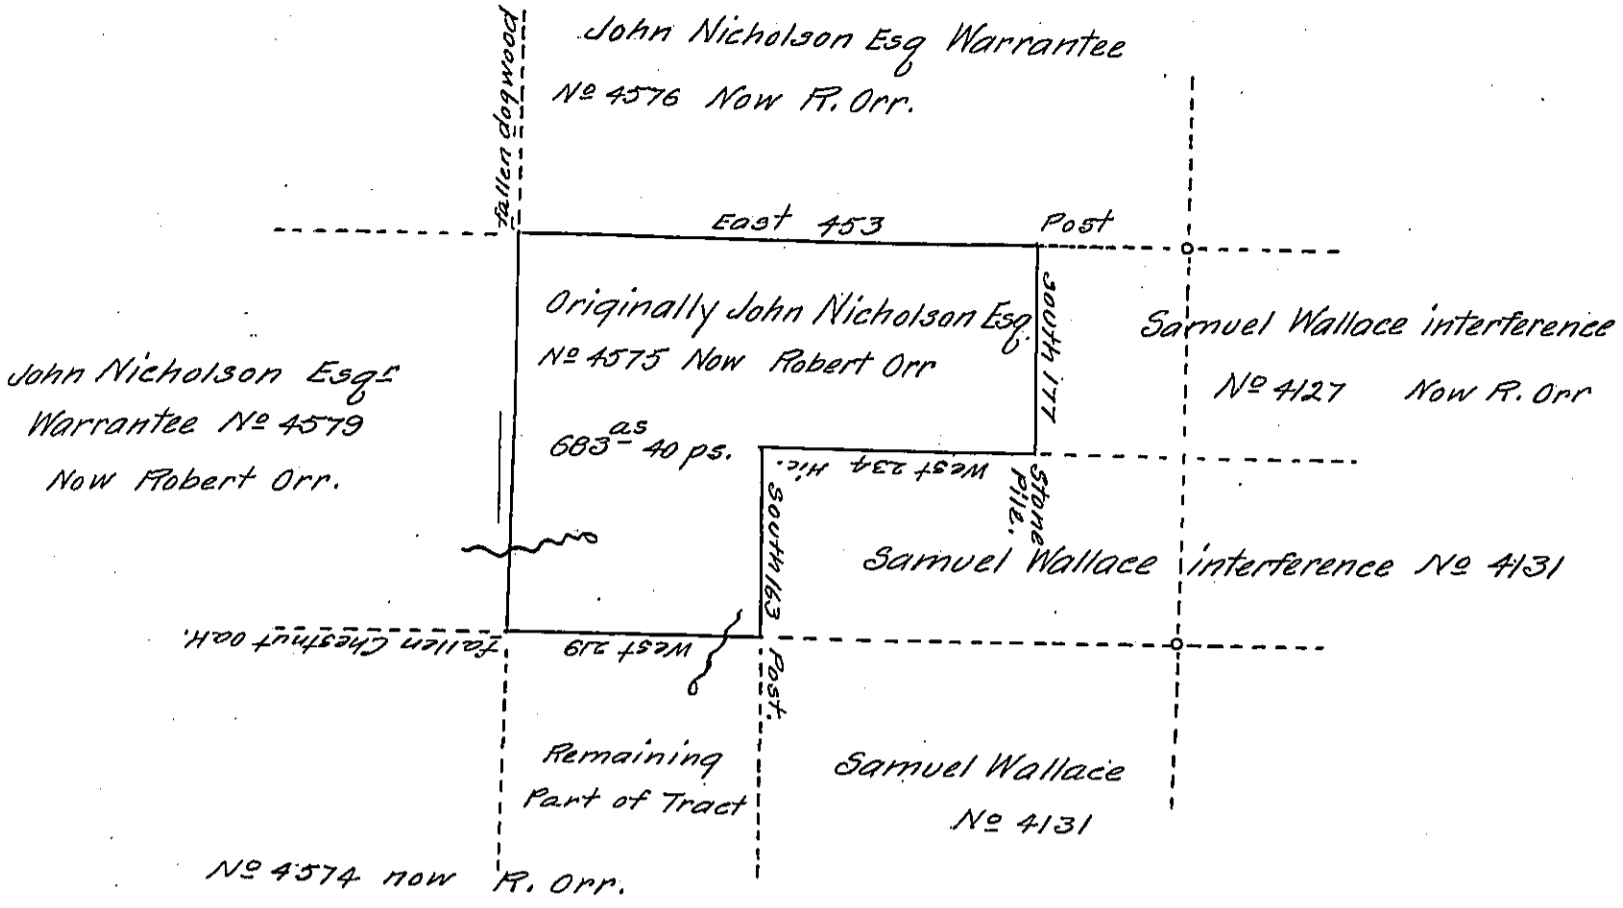 John Nicholson Esq Warrantee
Nº 4576 Now R. Orr.
fallen dogwood
East 453
Post
Originally John Nicholson Esq.
Nº 4575 Now Robert Orr
683 as 40 ps.
South 177
Samuel Wallace interference
Nº 4127 Now R. Orr
John Nicholson Esqr
Warrantee Nº 4579
Now Robert Orr.
West 234 Hic.
Stone
Pile.
South 163
Post.
Samuel Wallace interference Nº 4131
West 219
fallen Chestnut oak.
Remaining
Part of Tract
Nº 4574 now R. Orr.
Samuel Wallace
Nº 4131